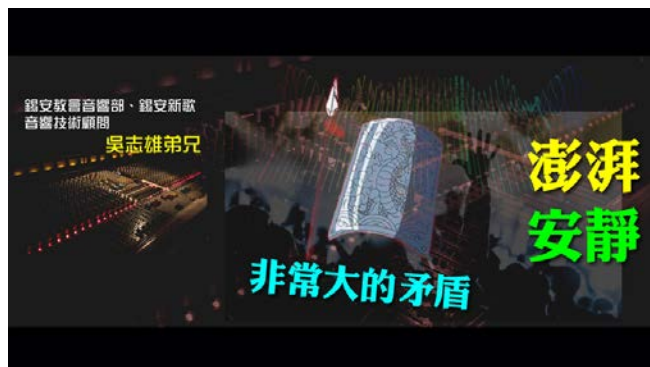 錫安教會音響部、錫安新歌
音響技術顧問
吳志雄弟兄
澎湃
安靜
非常大的矛盾